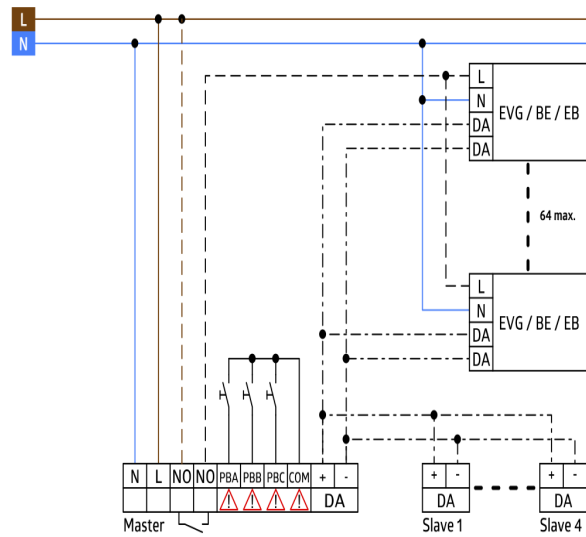 L
N
L
N
DA
DA
EVG / BE / EB
64 max.
L
N
DA
DA
EVG / BE / EB
N L NO NO PBA PBB PBC COM + -
! ! ! ! DA
Master
+ -
DA
Slave 1
+ -
DA
Slave 4